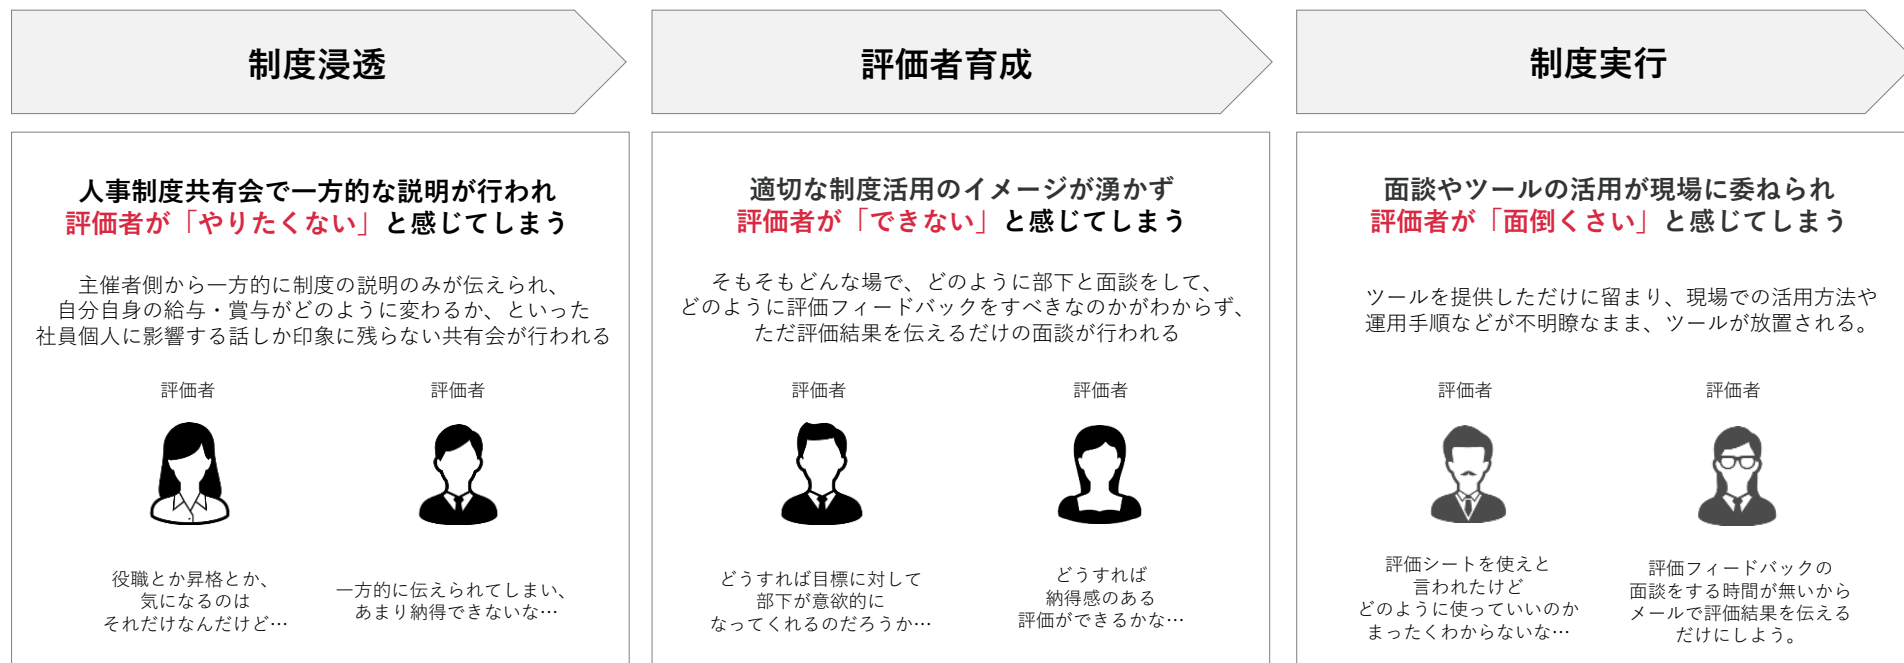 制度浸透
人事制度共有会で一方的な説明が行われ
評価者が「やりたくない」と感じてしまう
主催者側から一方的に制度の説明のみが伝えられ、
自分自身の給与・賞与がどのように変わるか、といった
社員個人に影響する話しか印象に残らない共有会が行われる
評価者
役職とか昇格とか、
気になるのは
それだけなんだけど…
評価者
一方的に伝えられてしまい、
あまり納得できないな…
評価者育成
適切な制度活用のイメージが湧かず
評価者が「できない」と感じてしまう
そもそもどんな場で、どのように部下と面談をして、
どのように評価フィードバックをすべきなのかがわからず、
ただ評価結果を伝えるだけの面談が行われる
評価者
どうすれば目標に対して
部下が意欲的に
なってくれるのだろうか…
評価者
どうすれば
納得感のある
評価ができるかな…
制度実行
面談やツールの活用が現場に委ねられ
評価者が「面倒くさい」と感じてしまう
ツールを提供しただけに留まり、現場での活用方法や
運用手順などが不明瞭なまま、ツールが放置される。
評価者
評価シートを使えと
言われたけど
どのように使っていいのか
まったくわからないな…
評価者
評価フィードバックの
面談をする時間が無いから
メールで評価結果を伝える
だけにしよう。